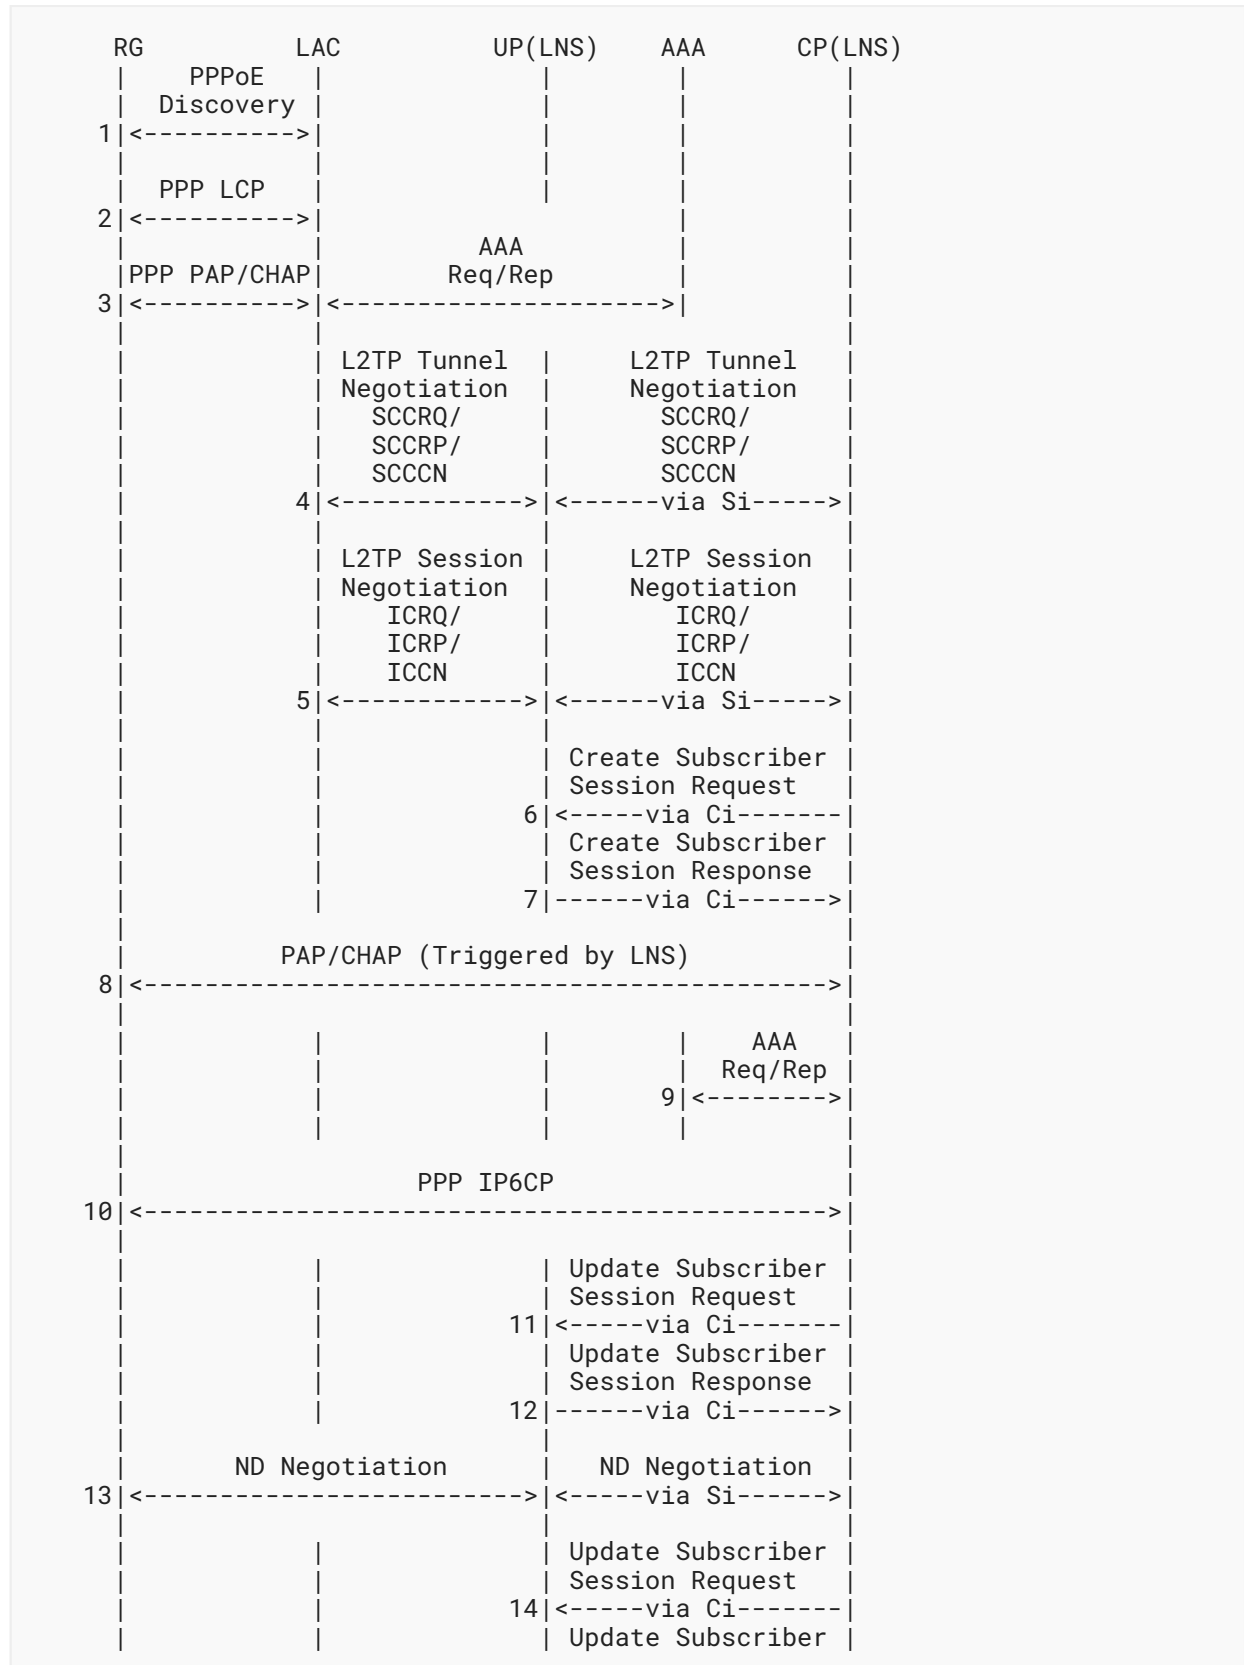 RG          LAC            UP(LNS)    AAA      CP(LNS)
        |    PPPoE   |              |        |          |
        |  Discovery |              |        |          |
       1|<---------->|              |        |          |
        |            |              |        |          |
        |  PPP LCP   |              |        |          |
       2|<---------->|                       |          |
        |            |          AAA          |          |
        |PPP PAP/CHAP|        Req/Rep        |          |
       3|<---------->|<--------------------->|          |
        |            |                                  |
        |            | L2TP Tunnel  |     L2TP Tunnel   |
        |            | Negotiation  |     Negotiation   |
        |            |   SCCRQ/     |       SCCRQ/      |
        |            |   SCCRP/     |       SCCRP/      |
        |            |   SCCCN      |       SCCCN       |
        |           4|<------------>|<------via Si----->|
        |            |                                  |
        |            | L2TP Session |     L2TP Session  |
        |            | Negotiation  |     Negotiation   |
        |            |    ICRQ/     |        ICRQ/      |
        |            |    ICRP/     |        ICRP/      |
        |            |    ICCN      |        ICCN       |
        |           5|<------------>|<------via Si----->|
        |            |              |                   |
        |            |              | Create Subscriber |
        |            |              | Session Request   |
        |            |             6|<-----via Ci-------|
        |            |              | Create Subscriber |
        |            |              | Session Response  |
        |            |             7|------via Ci------>|
        |                                               |
        |          PAP/CHAP (Triggered by LNS)          |
       8|<--------------------------------------------->|
        |                                               |
        |            |              |        |    AAA   |
        |            |              |        |  Req/Rep |
        |            |              |       9|<-------->|
        |            |              |        |          |
        |                                               |
        |                   PPP IP6CP                   |
      10|<--------------------------------------------->|
        |                                               |
        |            |              | Update Subscriber |
        |            |              | Session Request   |
        |            |            11|<-----via Ci-------|
        |            |              | Update Subscriber |
        |            |              | Session Response  |
        |            |            12|------via Ci------>|
        |                           |                   |
        |       ND Negotiation      |   ND Negotiation  |
      13|<------------------------->|<-----via Si------>|
        |                           |                   |
        |            |              | Update Subscriber |
        |            |              | Session Request   |
        |            |            14|<-----via Ci-------|
        |            |              | Update Subscriber |